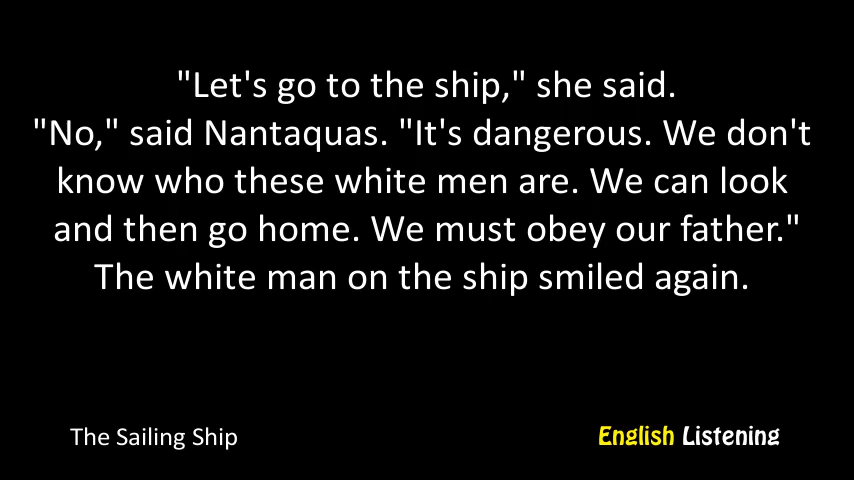 "Let's go to the ship," she said.
"No," said Nantaquas. "It's dangerous. We don't
know who these white men are. We can look
and then go home. We must obey our father."
The white man on the ship smiled again.
The Sailing Ship
English Listening